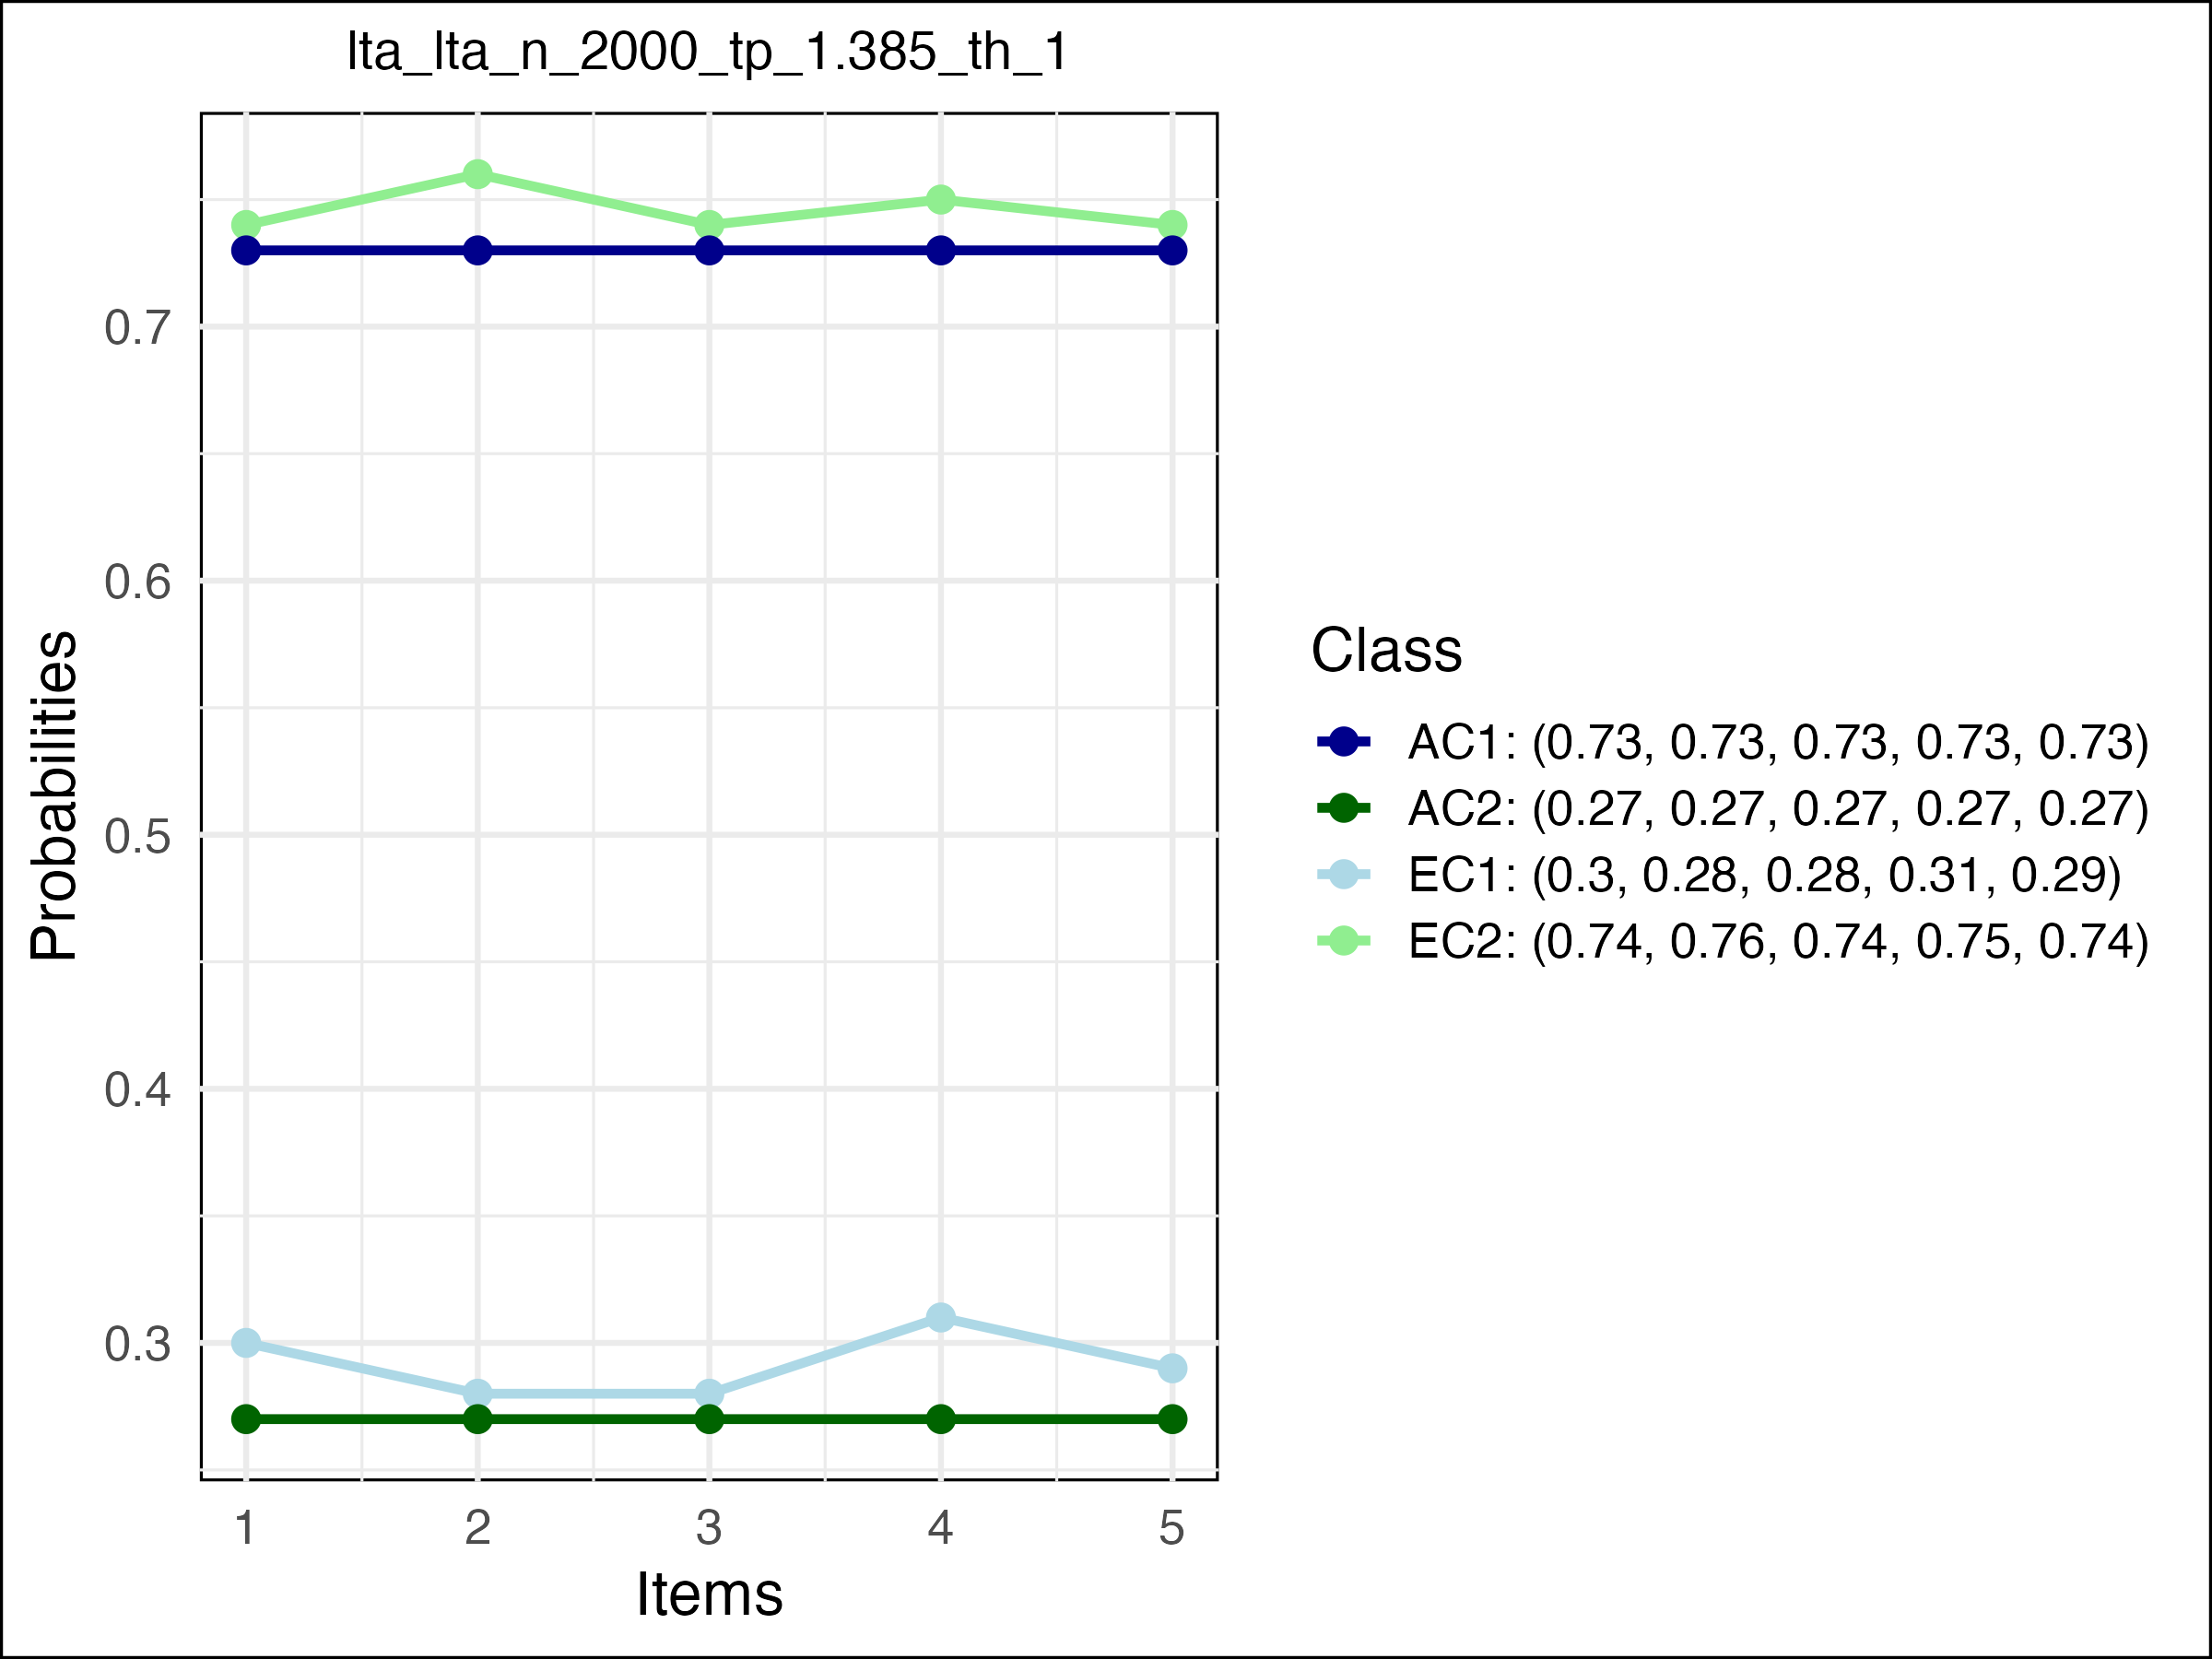 lta_lta_n_2000_tp_1.385_th_1
Probabilities
0.7
0.6
0.5
0.4
0.3
1 2 3 4 5
Items
Class
AC1: (0.73, 0.73, 0.73, 0.73, 0.73)
AC2: (0.27, 0.27, 0.27, 0.27, 0.27)
EC1: (0.3, 0.28, 0.28, 0.31, 0.29)
EC2: (0.74, 0.76, 0.74, 0.75, 0.74)